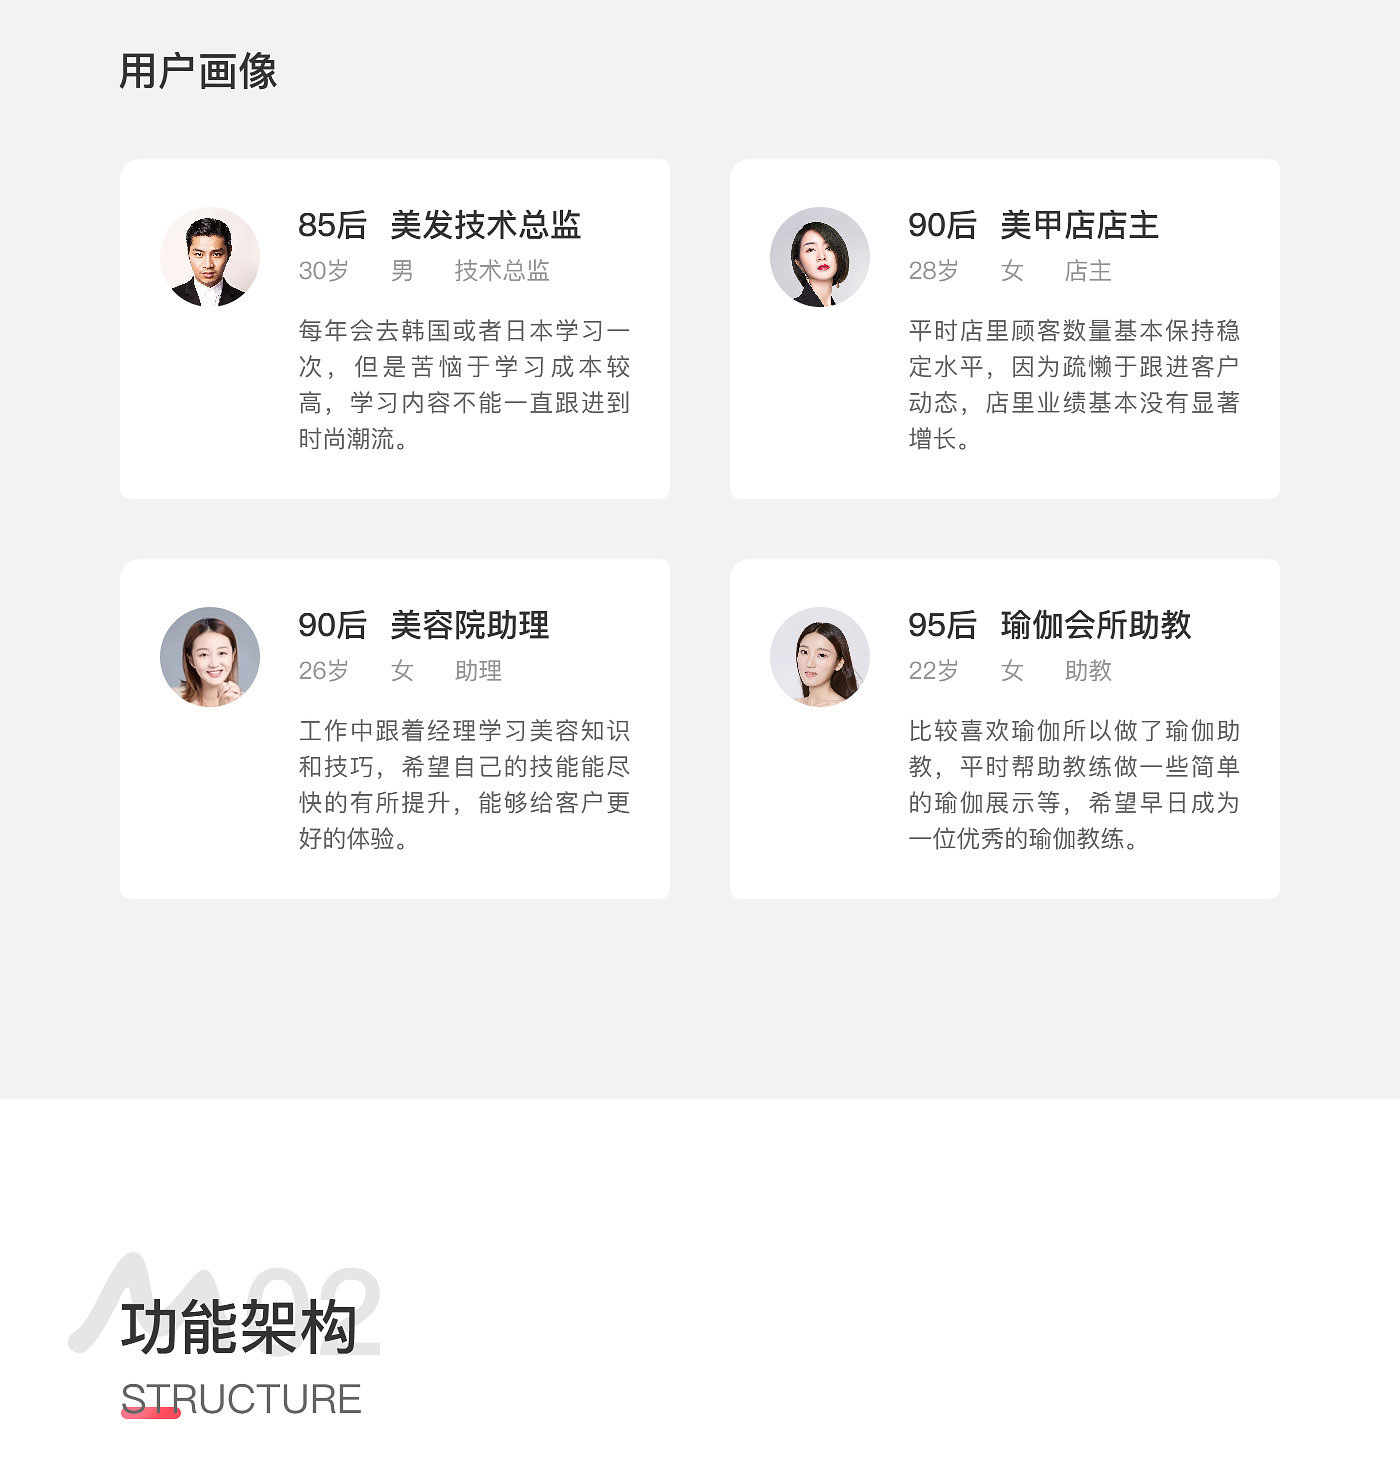 用户画像
85后 美发技术总监
30岁 男 技术总监
每年会去韩国或者日本学习一
次，但是苦恼于学习成本较
高，学习内容不能一直跟进到
时尚潮流。
90后 美甲店店主
28岁 女 店主
平时店里顾客数量基本保持稳
定水平，因为疏懒于跟进客户
动态，店里业绩基本没有显著
增长。
90后 美容院助理
26岁 女 助理
工作中跟着经理学习美容知识
和技巧，希望自己的技能能尽
快的有所提升，能够给客户更
好的体验。
95后 瑜伽会所助教
22岁 女 助教
比较喜欢瑜伽所以做了瑜伽助
教，平时帮助教练做一些简单
的瑜伽展示等，希望早日成为
一位优秀的瑜伽教练。
02
功能架构
STRUCTURE